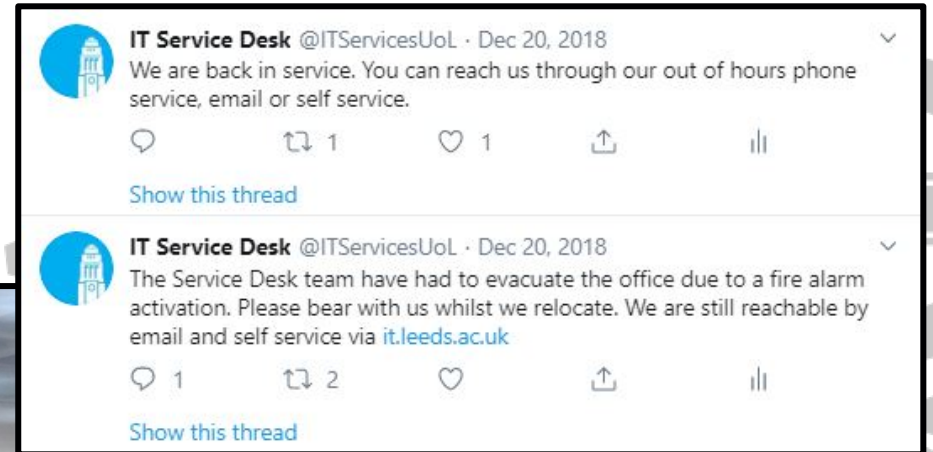 IT Service Desk @ITServicesUoL · Dec 20, 2018
We are back in service. You can reach us through our out of hours phone
service, email or self service.
1 1
Show this thread
IT Service Desk @ITServicesUoL · Dec 20, 2018
The Service Desk team have had to evacuate the office due to a fire alarm
activation. Please bear with us whilst we relocate. We are still reachable by
email and self service via it.leeds.ac.uk
1 2
Show this thread